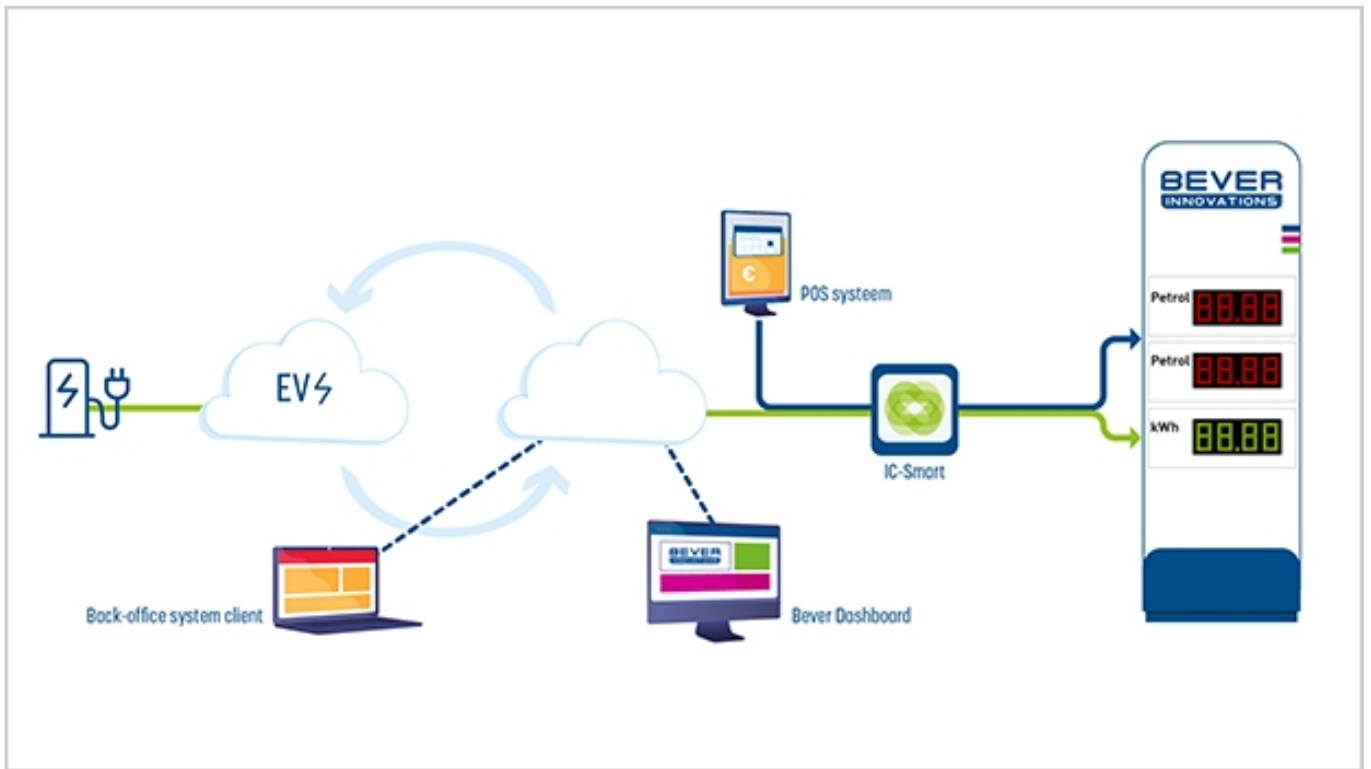 BEVER
INNOVATIONS
POS systeem
€
Petrol 88.88
Petrol 88.88
kWh 88.88
EV
IC-Smart
BEVER
INNOVATIONS
Back-office system client
Bever Dashboard